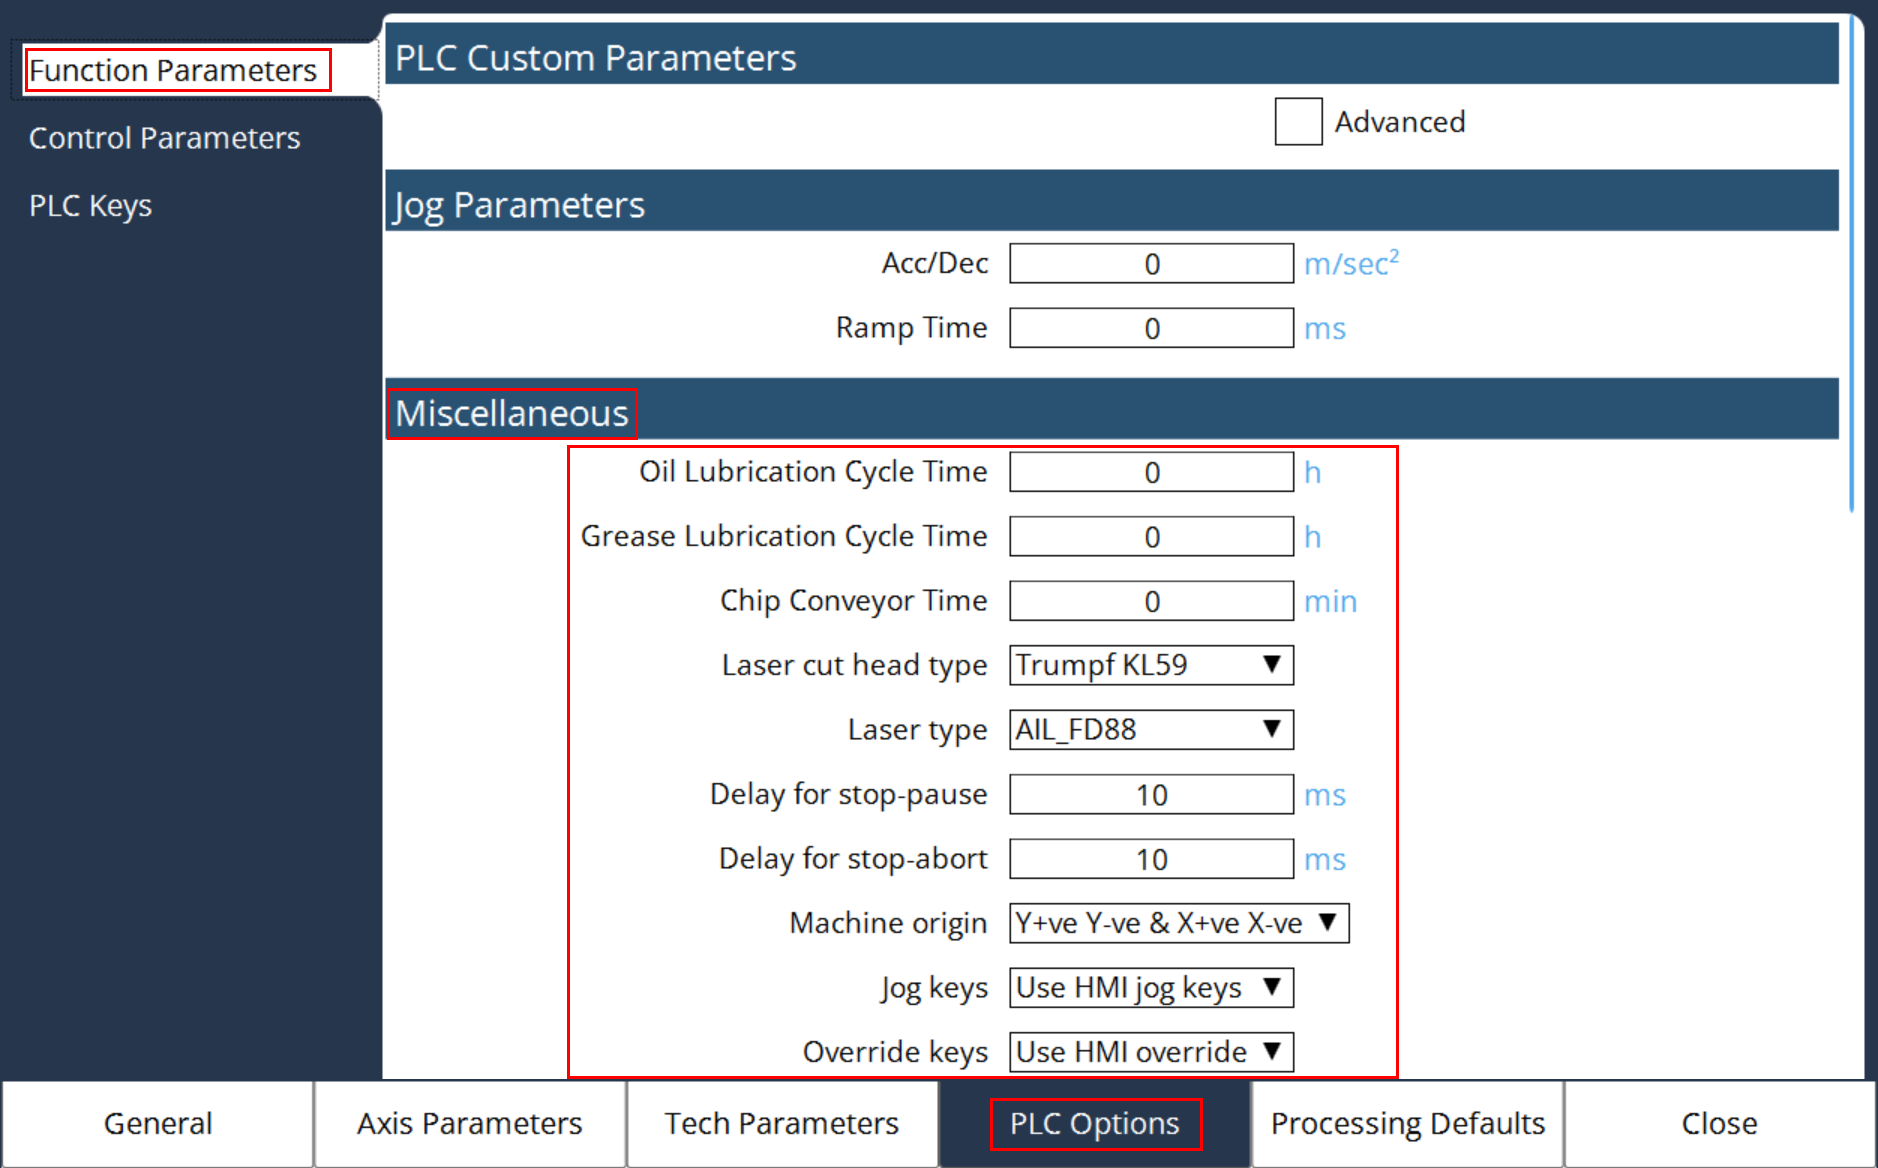 Function Parameters
Control Parameters
PLC Keys
PLC Custom Parameters
Advanced
Jog Parameters
Acc/Dec 0 m/sec²
Ramp Time 0 ms
Miscellaneous
Oil Lubrication Cycle Time 0 h
Grease Lubrication Cycle Time 0 h
Chip Conveyor Time 0 min
Laser cut head type Trumpf KL59 ▼
Laser type AIL_FD88 ▼
Delay for stop-pause 10 ms
Delay for stop-abort 10 ms
Machine origin Y+ve Y-ve & X+ve X-ve ▼
Jog keys Use HMI jog keys ▼
Override keys Use HMI override ▼
General Axis Parameters Tech Parameters PLC Options Processing Defaults Close